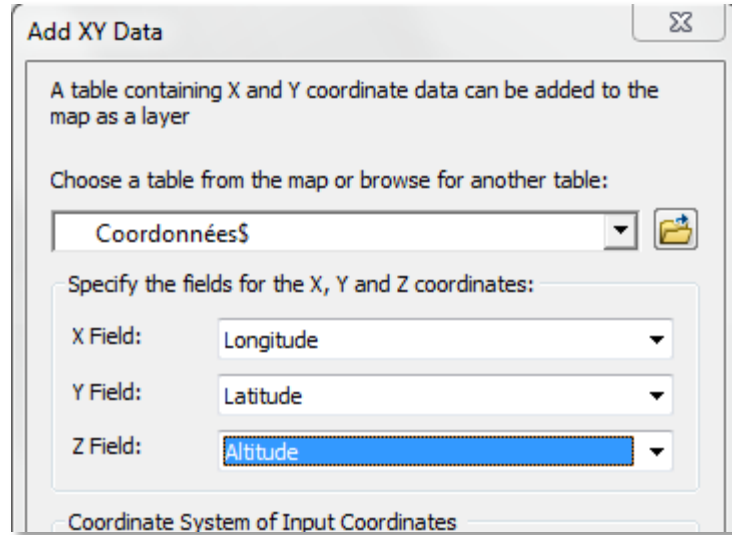 Add XY Data
A table containing X and Y coordinate data can be added to the
map as a layer
Choose a table from the map or browse for another table:
Coordonnées$
Specify the fields for the X, Y and Z coordinates:
X Field: Longitude
Y Field: Latitude
Z Field: Altitude
Coordinate System of Input Coordinates